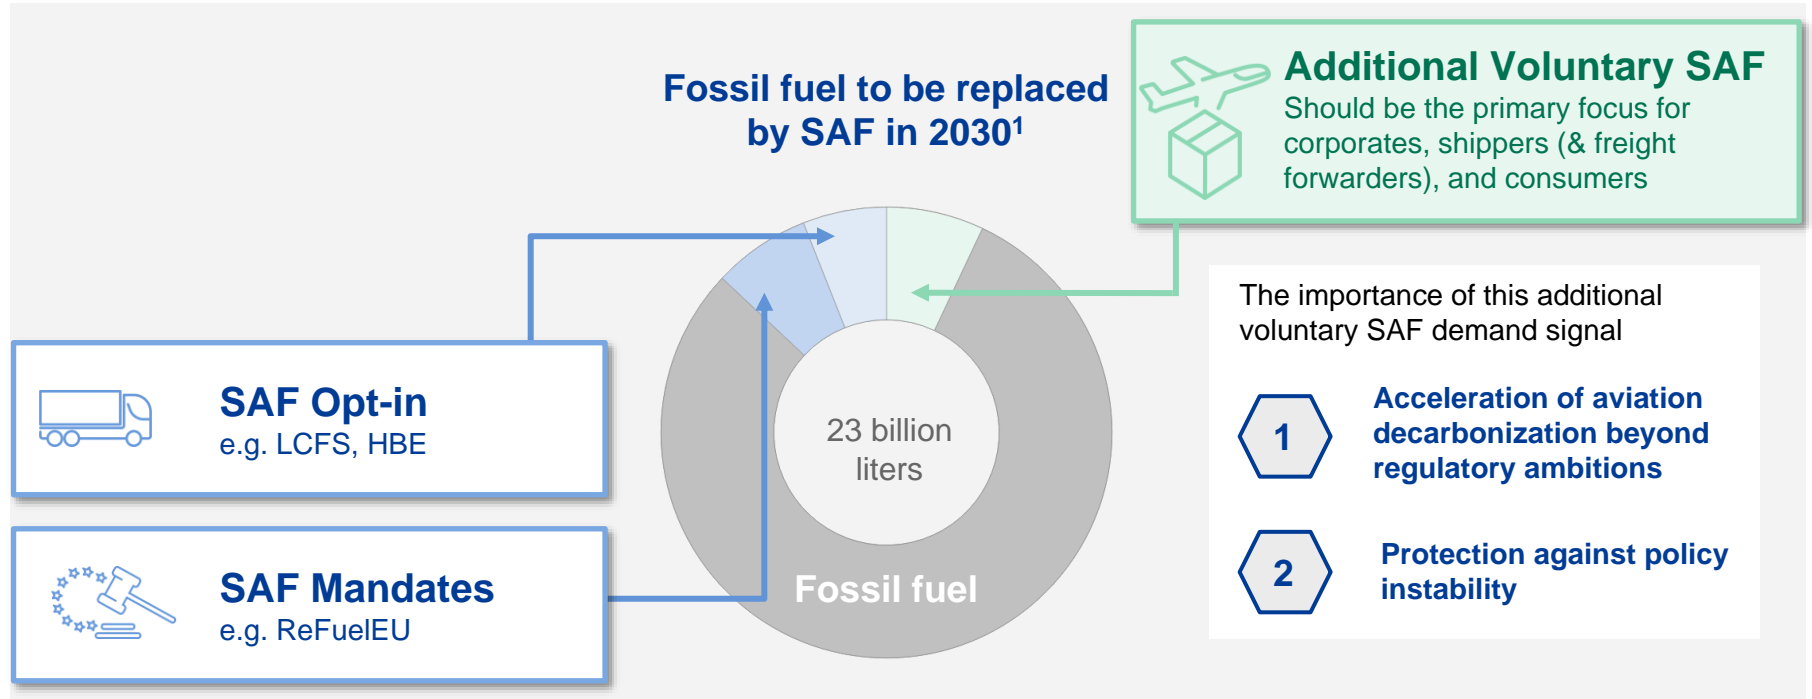 Fossil fuel to be replaced
by SAF in 2030¹
Additional Voluntary SAF
Should be the primary focus for
corporates, shippers (& freight
forwarders), and consumers
SAF Opt-in
e.g. LCFS, HBE
SAF Mandates
e.g. ReFuelEU
23 billion
liters
Fossil fuel
The importance of this additional
voluntary SAF demand signal
1
Acceleration of aviation
decarbonization beyond
regulatory ambitions
2
Protection against policy
instability